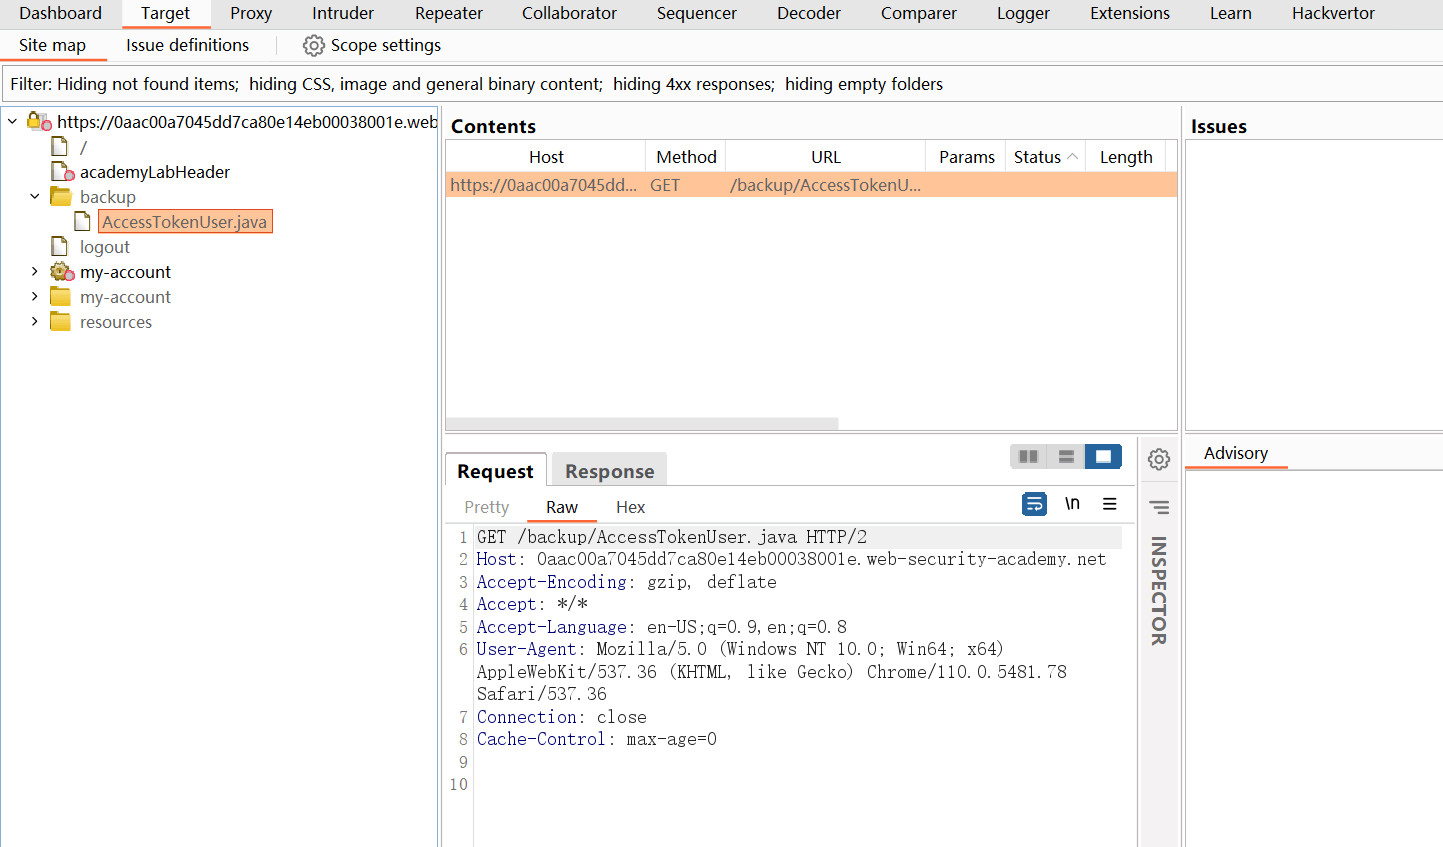 Dashboard Target Proxy Intruder Repeater Collaborator Sequencer Decoder Comparer Logger Extensions Learn Hackvertor
Site map Issue definitions Scope settings
Filter: Hiding not found items; hiding CSS, image and general binary content; hiding 4xx responses; hiding empty folders
https://0aac00a7045dd7ca80e14eb00038001e.web
/
academyLabHeader
backup
AccessTokenUser.java
logout
my-account
my-account
resources
Contents
Host Method URL Params Status Length
https://0aac00a7045dd... GET /backup/AccessTokenU...
Issues
Request Response
Pretty Raw Hex
\n
1 GET /backup/AccessTokenUser.java HTTP/2
2 Host: 0aac00a7045dd7ca80e14eb00038001e.web-security-academy.net
3 Accept-Encoding: gzip, deflate
4 Accept: */*
5 Accept-Language: en-US;q=0.9,en;q=0.8
6 User-Agent: Mozilla/5.0 (Windows NT 10.0; Win64; x64)
AppleWebKit/537.36 (KHTML, like Gecko) Chrome/110.0.5481.78
Safari/537.36
7 Connection: close
8 Cache-Control: max-age=0
9
10
INSPECTOR
Advisory